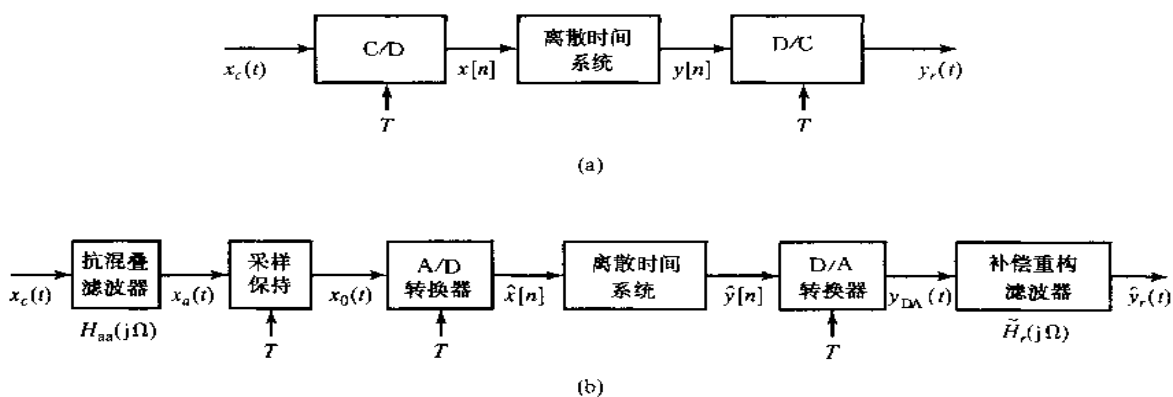 C/D
离散时间
系统
D/C
x_c(t)
x[n]
y[n]
y_r(t)
T
T
(a)
抗混叠
滤波器
采样
保持
A/D
转换器
离散时间
系统
D/A
转换器
补偿重构
滤波器
x_c(t)
x_a(t)
x_0(t)
x̂[n]
ŷ[n]
y_DA(t)
ŷ_r(t)
H_aa(jΩ)
T
T
T
H̃_r(jΩ)
(b)